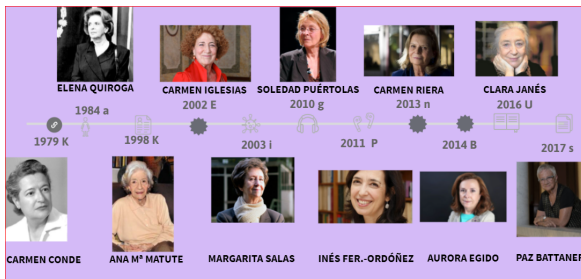 ELENA QUIROGA
CARMEN IGLESIAS
SOLEDAD PUÉRTOLAS
CARMEN RIERA
CLARA JANÉS
1984 a
2002 E
2010 g
2013 n
2016 U
1979 K
1998 K
2003 i
2011 P
2014 B
2017 s
CARMEN CONDE
ANA Mª MATUTE
MARGARITA SALAS
INÉS FER.-ORDÓÑEZ
AURORA EGIDO
PAZ BATTANER